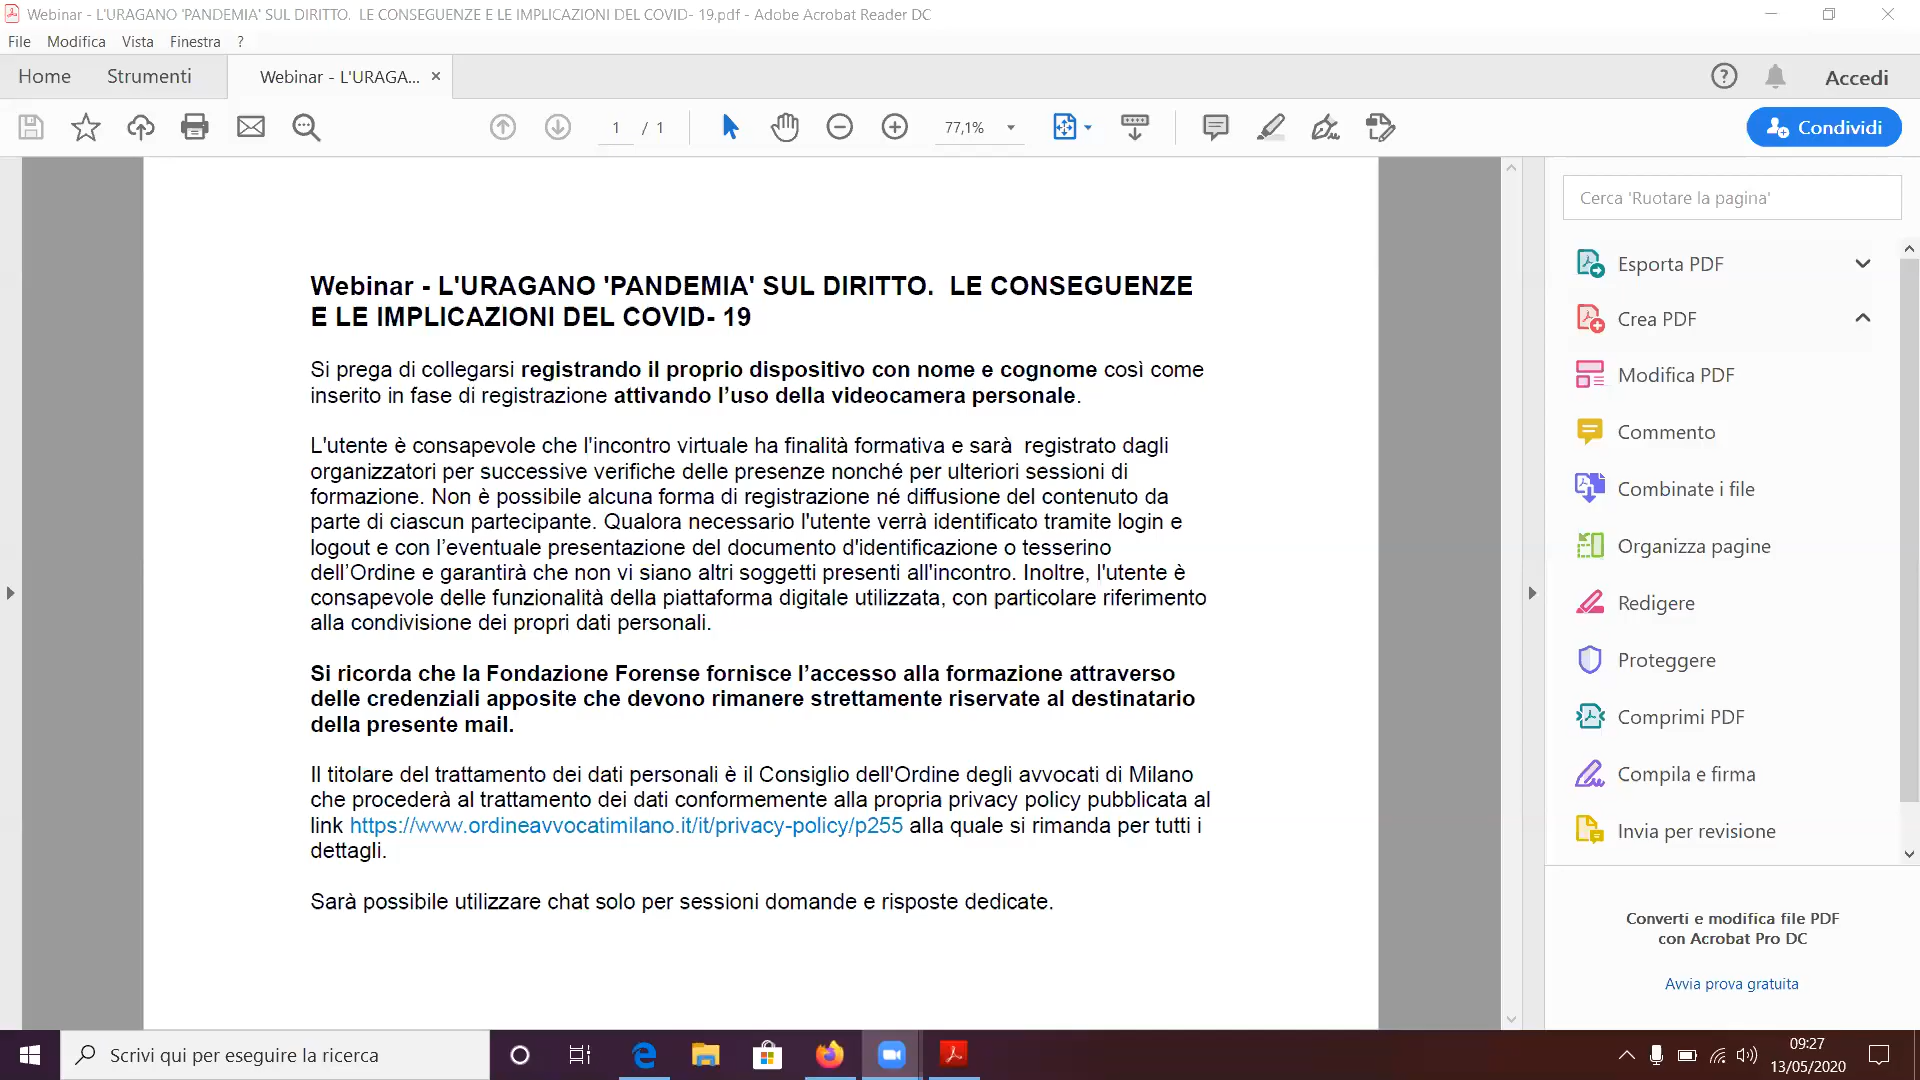 Webinar - L'URAGANO 'PANDEMIA' SUL DIRITTO.  LE CONSEGUENZE E LE IMPLICAZIONI DEL COVID- 19.pdf - Adobe Acrobat Reader DC
File Modifica Vista Finestra ?
Home Strumenti Webinar - L'URAGA... × Accedi
1 / 1 77,1% Condividi
Cerca 'Ruotare la pagina'
Esporta PDF
Crea PDF
Modifica PDF
Commento
Combinate i file
Organizza pagine
Redigere
Proteggere
Comprimi PDF
Compila e firma
Invia per revisione
Converti e modifica file PDF
con Acrobat Pro DC
Avvia prova gratuita
Webinar - L'URAGANO 'PANDEMIA' SUL DIRITTO.  LE CONSEGUENZE
E LE IMPLICAZIONI DEL COVID- 19
Si prega di collegarsi registrando il proprio dispositivo con nome e cognome così come
inserito in fase di registrazione attivando l’uso della videocamera personale.
L'utente è consapevole che l'incontro virtuale ha finalità formativa e sarà  registrato dagli
organizzatori per successive verifiche delle presenze nonché per ulteriori sessioni di
formazione. Non è possibile alcuna forma di registrazione né diffusione del contenuto da
parte di ciascun partecipante. Qualora necessario l'utente verrà identificato tramite login e
logout e con l’eventuale presentazione del documento d'identificazione o tesserino
dell’Ordine e garantirà che non vi siano altri soggetti presenti all'incontro. Inoltre, l'utente è
consapevole delle funzionalità della piattaforma digitale utilizzata, con particolare riferimento
alla condivisione dei propri dati personali.
Si ricorda che la Fondazione Forense fornisce l’accesso alla formazione attraverso
delle credenziali apposite che devono rimanere strettamente riservate al destinatario
della presente mail.
Il titolare del trattamento dei dati personali è il Consiglio dell'Ordine degli avvocati di Milano
che procederà al trattamento dei dati conformemente alla propria privacy policy pubblicata al
link https://www.ordineavvocatimilano.it/it/privacy-policy/p255 alla quale si rimanda per tutti i
dettagli.
Sarà possibile utilizzare chat solo per sessioni domande e risposte dedicate.
Scrivi qui per eseguire la ricerca
09:27
13/05/2020